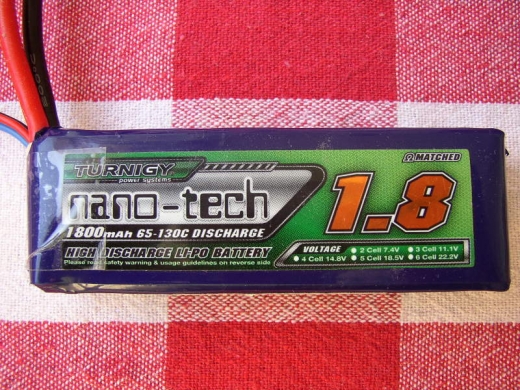 TURNIGY
power systems
nano-tech
1800mah 65-130C DISCHARGE
HIGH DISCHARGE LI-PO BATTERY
Please read safety warning & usage guidelines on reverse side
Ω MATCHED
1.8
VOLTAGE 2 Cell 7.4V 3 Cell 11.1V
4 Cell 14.8V 5 Cell 18.5V 6 Cell 22.2V